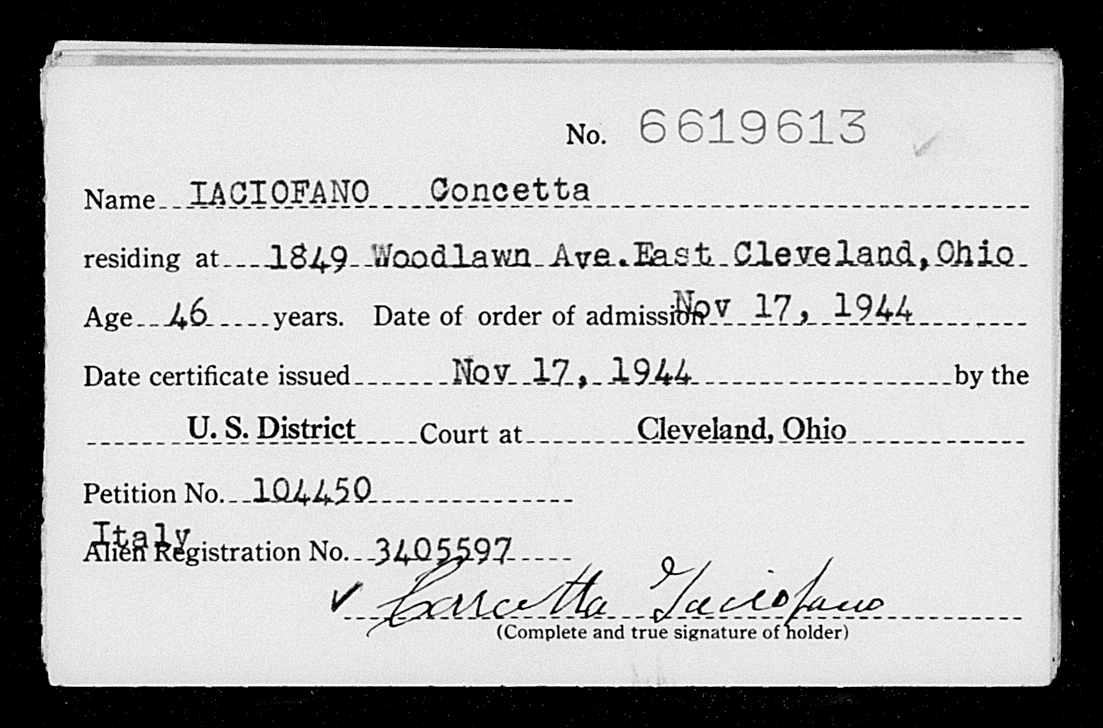 No. 6619613
Name IACIOFANO Concetta
residing at 1849 Woodlawn Ave. East Cleveland, Ohio
Age 46 years. Date of order of admission Nov 17, 1944
Date certificate issued Nov 17, 1944 by the
U. S. District Court at Cleveland, Ohio
Petition No. 104450
Italy
Alien Registration No. 3405597
Concetta Iaciofano
(Complete and true signature of holder)